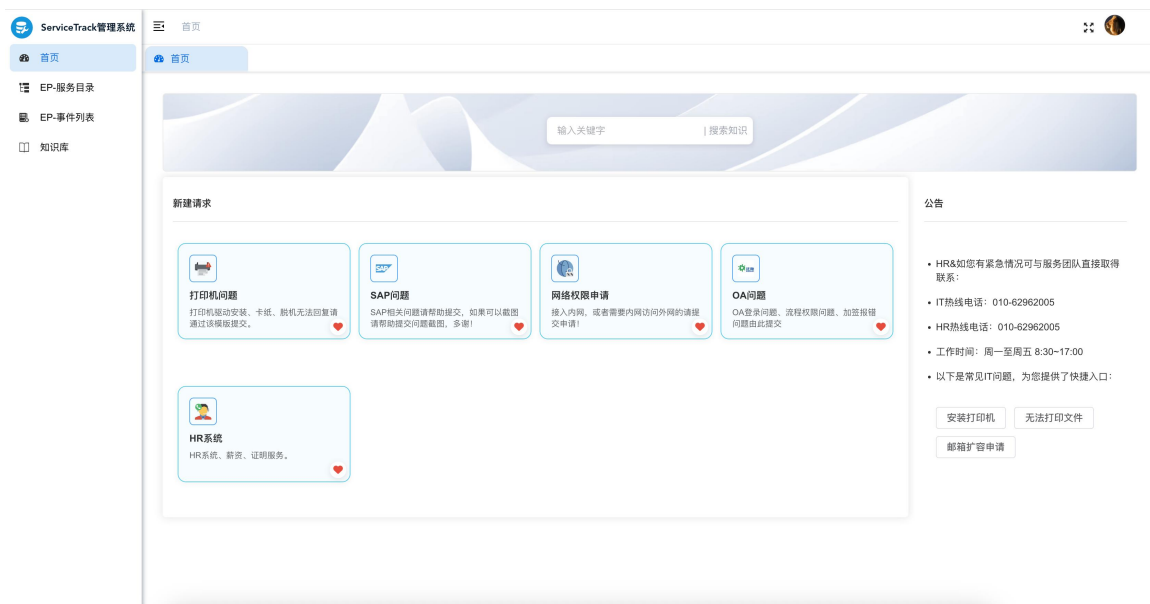 ServiceTrack管理系统
首页
首页
首页
EP-服务目录
EP-事件列表
知识库
输入关键字 |搜索知识
新建请求
打印机问题
打印机驱动安装、卡纸、脱机无法回复请
通过该模版提交。
SAP
SAP问题
SAP相关问题请帮助提交，如果可以截图
请帮助提交问题截图，多谢！
网络权限申请
接入内网，或者需要内网访问外网的请提
交申请！
OA问题
OA登录问题、流程权限问题、加签报错
问题由此提交
HR系统
HR系统、薪资、证明服务。
公告
• HR&如您有紧急情况可与服务团队直接取得
联系：
• IT热线电话：010-62962005
• HR热线电话：010-62962005
• 工作时间：周一至周五 8:30~17:00
• 以下是常见IT问题，为您提供了快捷入口：
安装打印机 无法打印文件
邮箱扩容申请